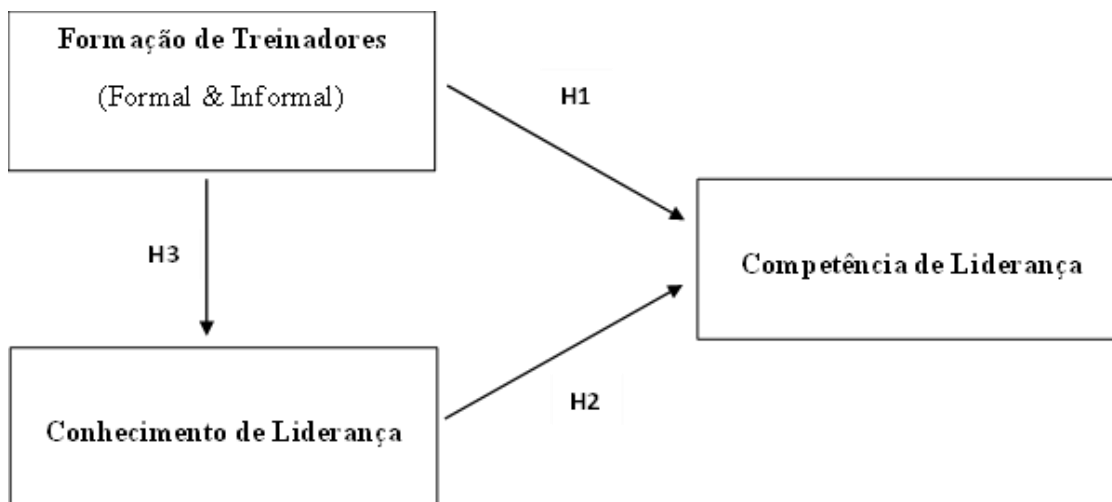 Formação de Treinadores
(Formal & Informal)
H1
H3
Competência de Liderança
H2
Conhecimento de Liderança